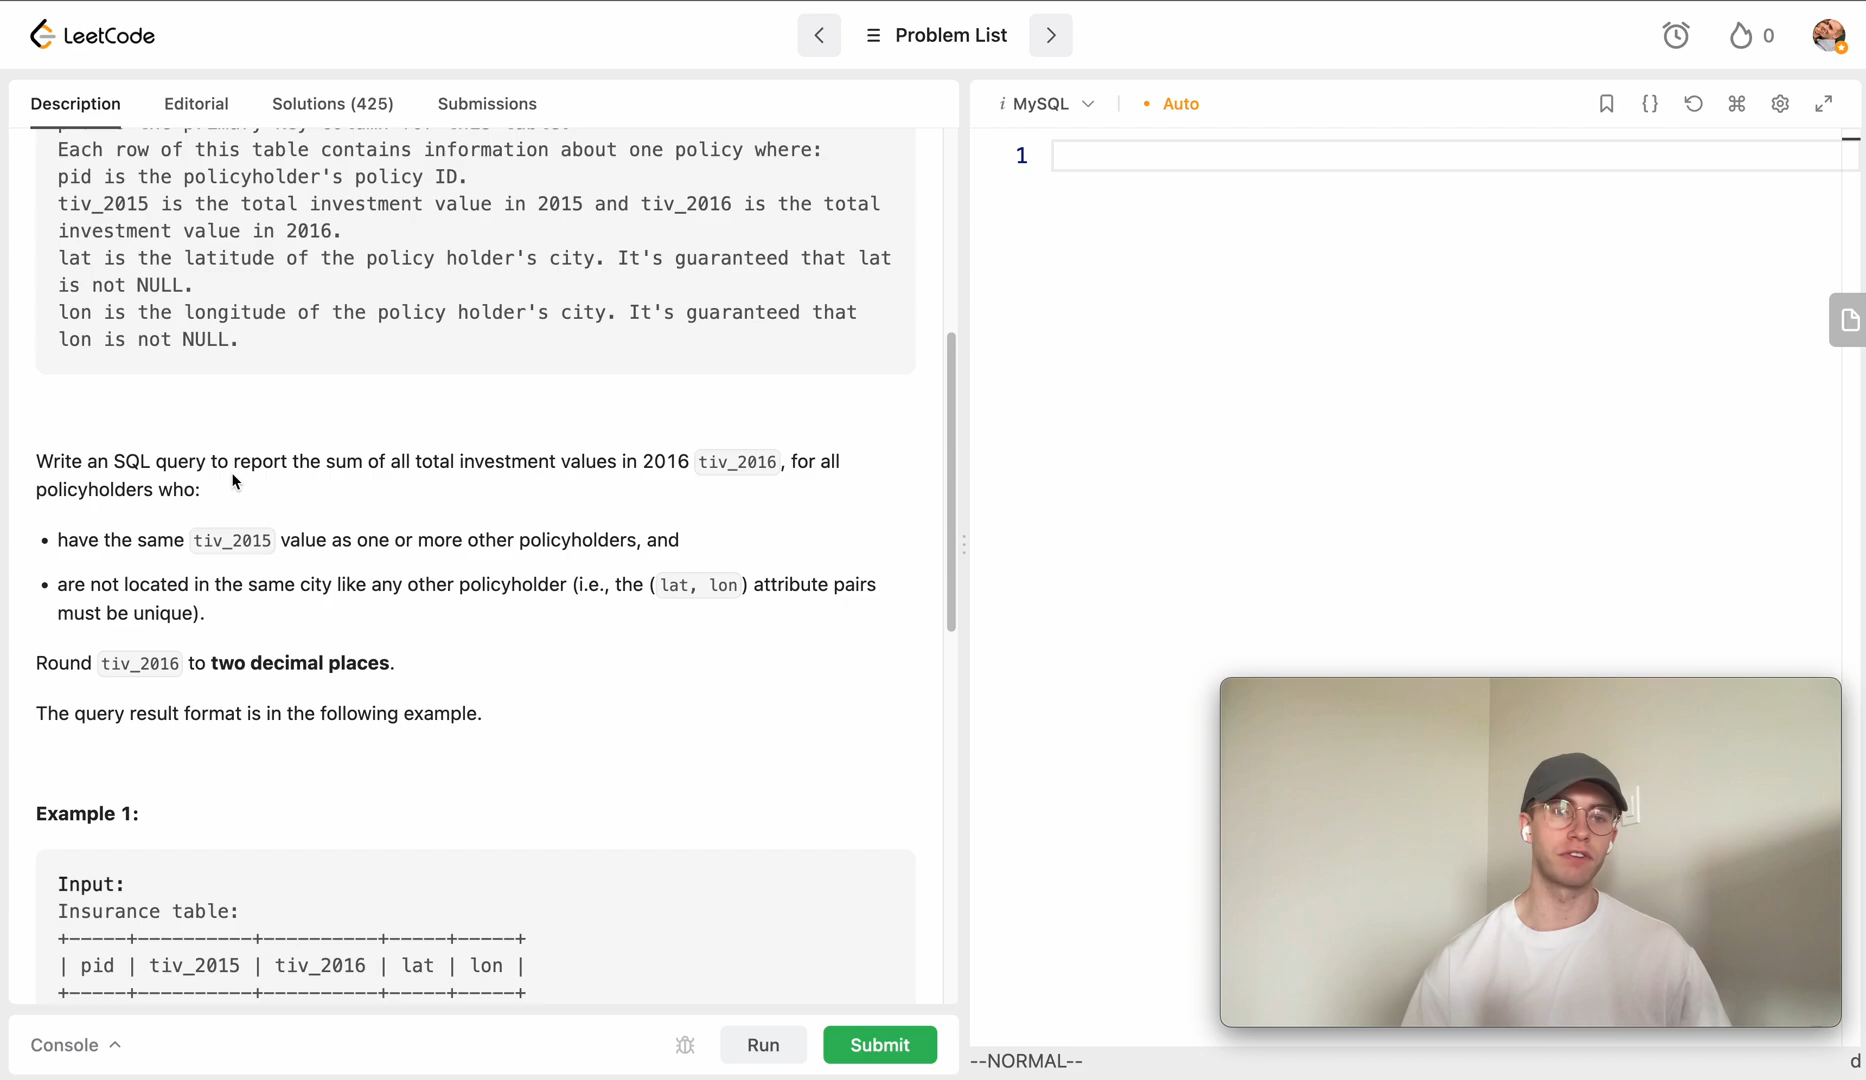 LeetCode
Problem List
0
Description
Editorial
Solutions (425)
Submissions
Each row of this table contains information about one policy where:
pid is the policyholder's policy ID.
tiv_2015 is the total investment value in 2015 and tiv_2016 is the total
investment value in 2016.
lat is the latitude of the policy holder's city. It's guaranteed that lat
is not NULL.
lon is the longitude of the policy holder's city. It's guaranteed that
lon is not NULL.
Write an SQL query to report the sum of all total investment values in 2016 tiv_2016, for all
policyholders who:
• have the same tiv_2015 value as one or more other policyholders, and
• are not located in the same city like any other policyholder (i.e., the (lat, lon) attribute pairs
must be unique).
Round tiv_2016 to two decimal places.
The query result format is in the following example.
Example 1:
Input:
Insurance table:
+-----+----------+----------+-----+-----+
| pid | tiv_2015 | tiv_2016 | lat | lon |
+-----+----------+----------+-----+-----+
Console
Run
Submit
i MySQL
• Auto
1
--NORMAL--
d